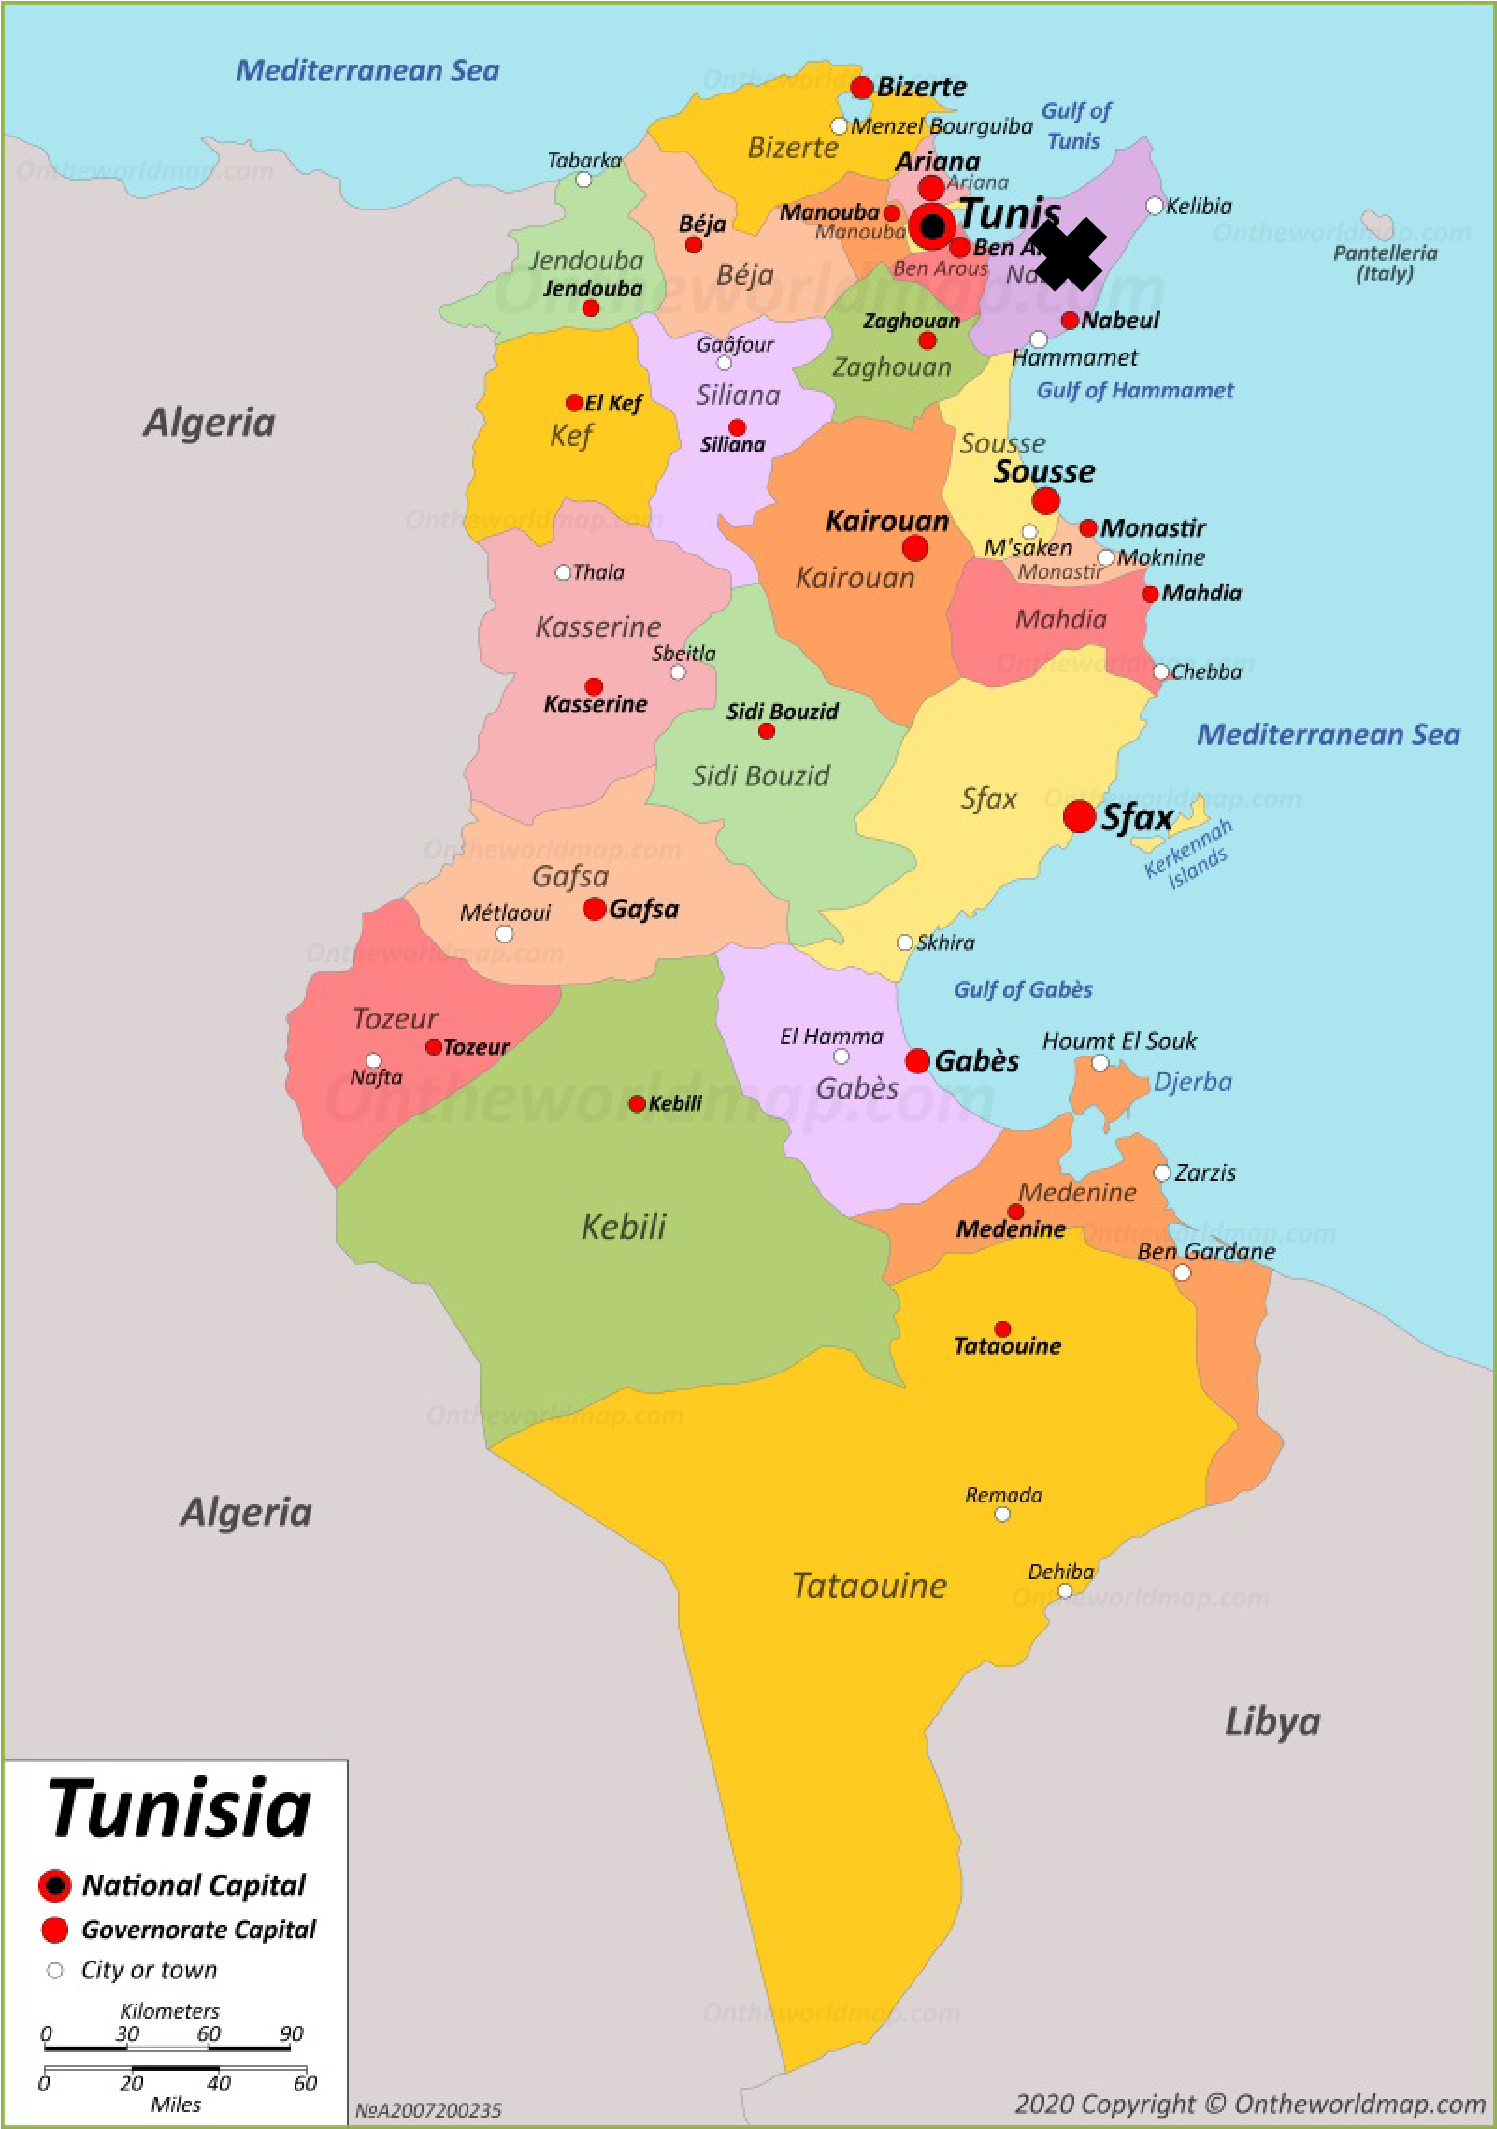 Mediterranean Sea
Bizerte
Gulf of
Tunis
Menzel Bourguiba
Bizerte
Tabarka
Ariana
Ariana
Kelibia
Manouba
Tunis
Manouba
Béja
Ben
Pantelleria
(Italy)
Jendouba
Béja
Ben Arous
Jendouba
Zaghouan
Nabeul
Gaâfour
Hammamet
Zaghouan
Gulf of Hammamet
Siliana
El Kef
Algeria
Kef
Siliana
Sousse
Sousse
Kairouan
Monastir
M'saken
Moknine
Thala
Monastir
Kairouan
Mahdia
Mahdia
Kasserine
Sbeitla
Chebba
Kasserine
Sidi Bouzid
Mediterranean Sea
Sidi Bouzid
Sfax
Sfax
Kerkennah
islands
Gafsa
Métlaoui
Gafsa
Skhira
Gulf of Gabès
Tozeur
El Hamma
Houmt El Souk
Tozeur
Gabès
Nafta
Gabès
Djerba
Kebili
Zarzis
Medenine
Kebili
Medenine
Ben Gardane
Tataouine
Algeria
Remada
Dehiba
Tataouine
Libya
Tunisia
National Capital
Governorate Capital
City or town
Kilometers
0 30 60 90
0 20 40 60
Miles
№A2007200235
2020 Copyright © Ontheworldmap.com
Ontheworldmap.com